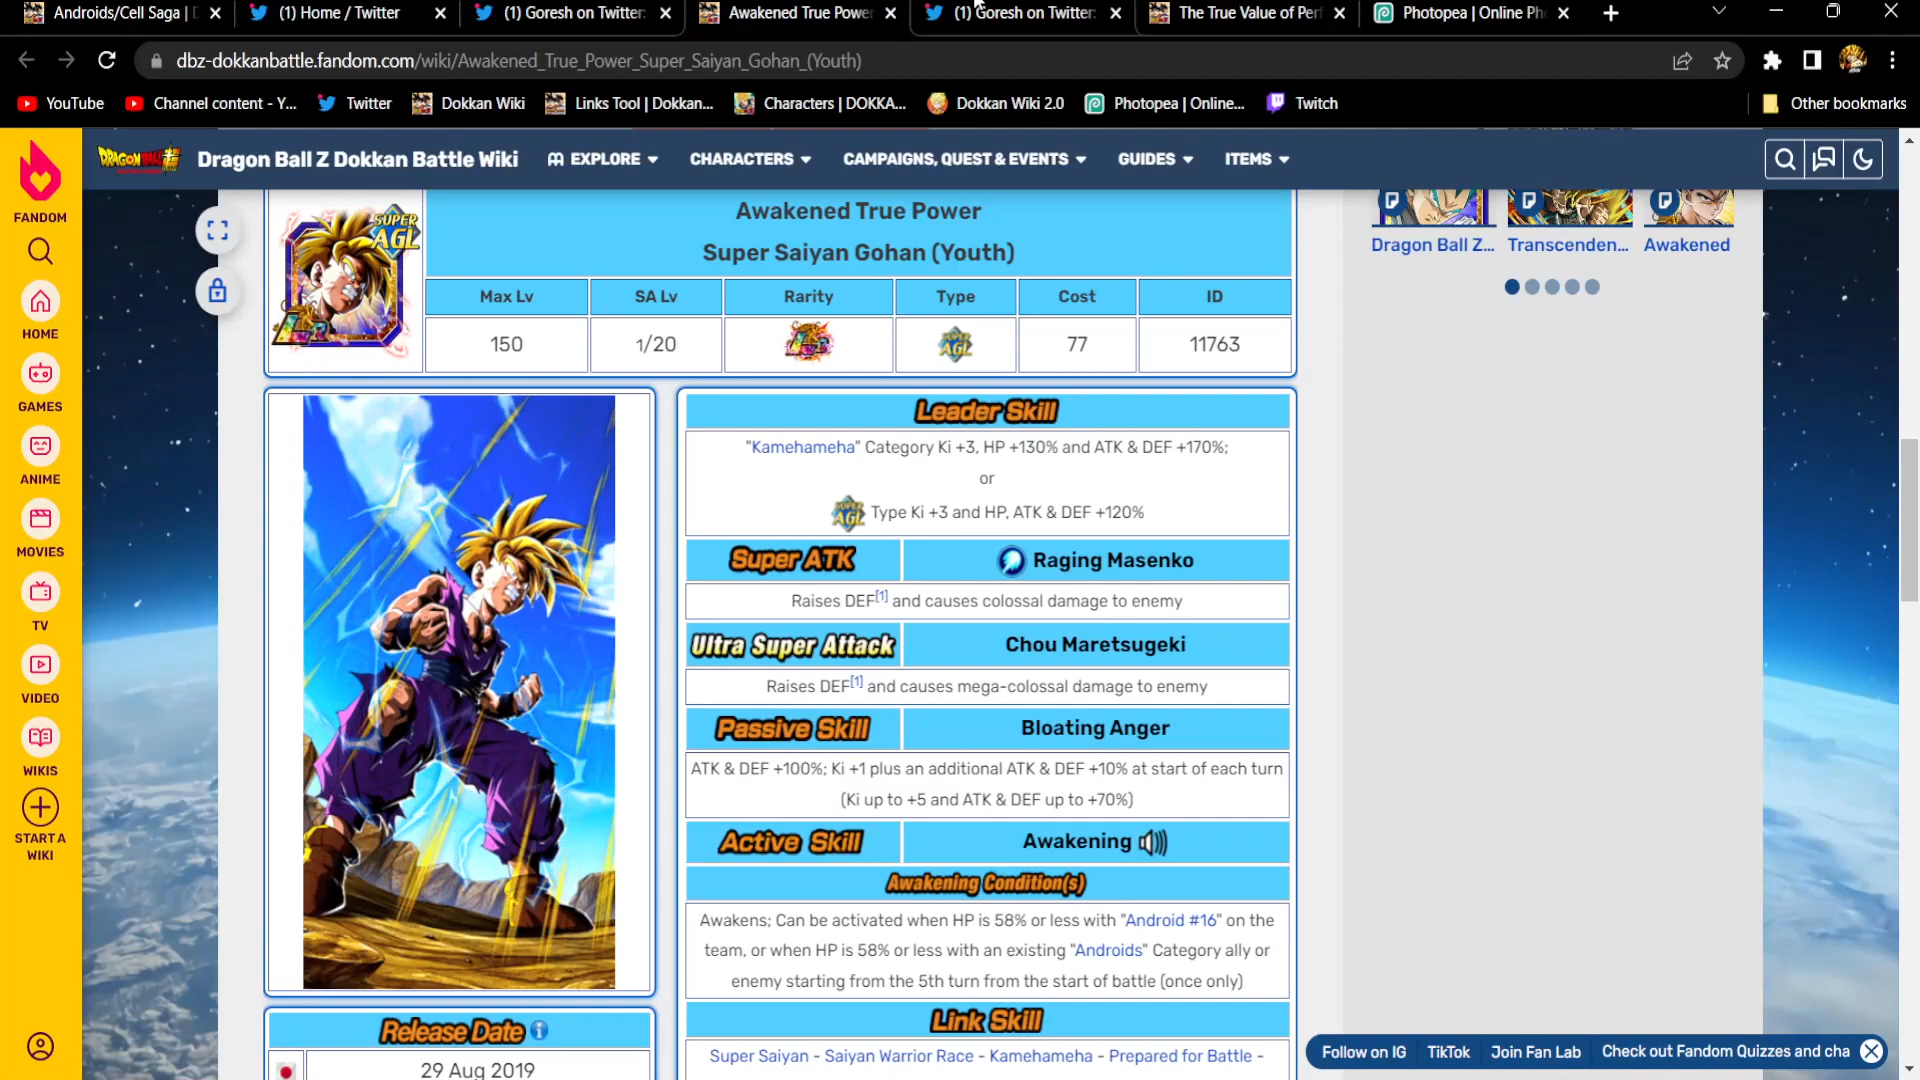 Androids/Cell Saga |
(1) Home / Twitter
(1) Goresh on Twitter:
Awakened True Power
(1) Goresh on Twitter:
The True Value of Perf
Photopea | Online Ph
dbz-dokkanbattle.fandom.com/wiki/Awakened_True_Power_Super_Saiyan_Gohan_(Youth)
YouTube
Channel content - Y...
Twitter
Dokkan Wiki
Links Tool | Dokkan...
Characters | DOKKA...
Dokkan Wiki 2.0
Photopea | Online...
Twitch
Other bookmarks
FANDOM
HOME
GAMES
ANIME
MOVIES
TV
VIDEO
WIKIS
START A
WIKI
Dragon Ball Z Dokkan Battle Wiki
EXPLORE
CHARACTERS
CAMPAIGNS, QUEST & EVENTS
GUIDES
ITEMS
Awakened True Power
Super Saiyan Gohan (Youth)
Max Lv
SA Lv
Rarity
Type
Cost
ID
150
1/20
LR
SUPER AGL
77
11763
SUPER
AGL
LR
Leader Skill
"Kamehameha" Category Ki +3, HP +130% and ATK & DEF +170%;
or
SUPER AGL Type Ki +3 and HP, ATK & DEF +120%
Super ATK
Raging Masenko
Raises DEF[1] and causes colossal damage to enemy
Ultra Super Attack
Chou Maretsugeki
Raises DEF[1] and causes mega-colossal damage to enemy
Passive Skill
Bloating Anger
ATK & DEF +100%; Ki +1 plus an additional ATK & DEF +10% at start of each turn
(Ki up to +5 and ATK & DEF up to +70%)
Active Skill
Awakening
Awakening Condition(s)
Awakens; Can be activated when HP is 58% or less with "Android #16" on the
team, or when HP is 58% or less with an existing "Androids" Category ally or
enemy starting from the 5th turn from the start of battle (once only)
Link Skill
Super Saiyan - Saiyan Warrior Race - Kamehameha - Prepared for Battle -
Release Date
29 Aug 2019
Dragon Ball Z...
Transcenden...
Awakened
Follow on IG
TikTok
Join Fan Lab
Check out Fandom Quizzes and cha